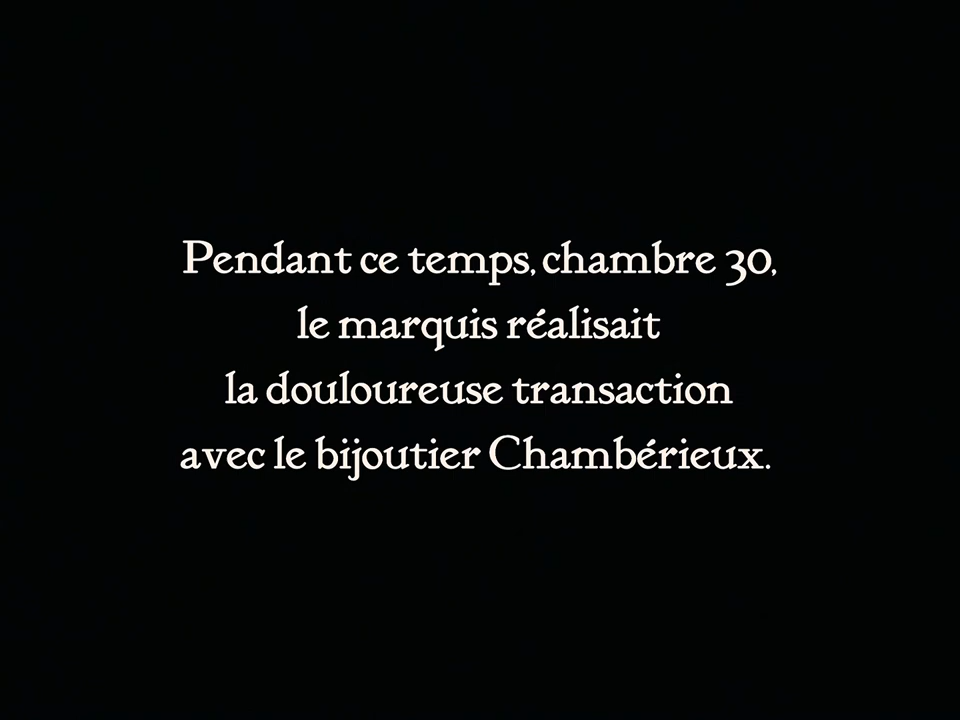 Pendant ce temps, chambre 30,
le marquis réalisait
la douloureuse transaction
avec le bijoutier Chambérieux.